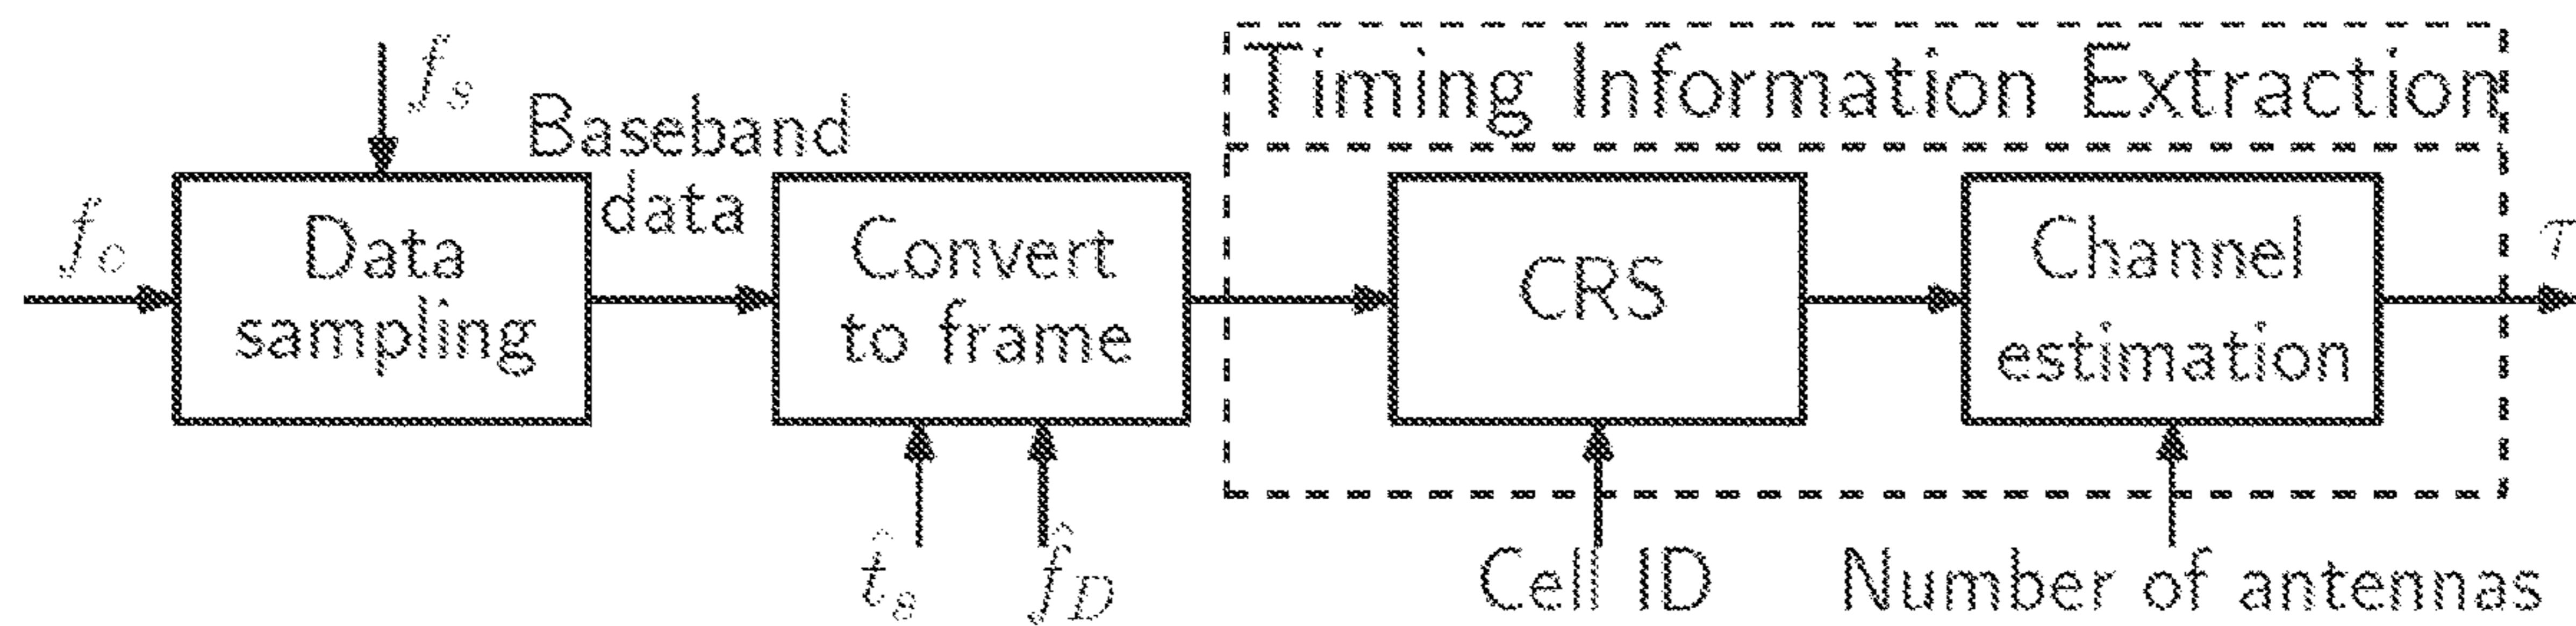 f_s
Baseband
data
Timing Information Extraction
f_c
Data
sampling
Convert
to frame
CRS
Channel
estimation
τ
t̂_s
f̂_D
Cell ID
Number of antennas